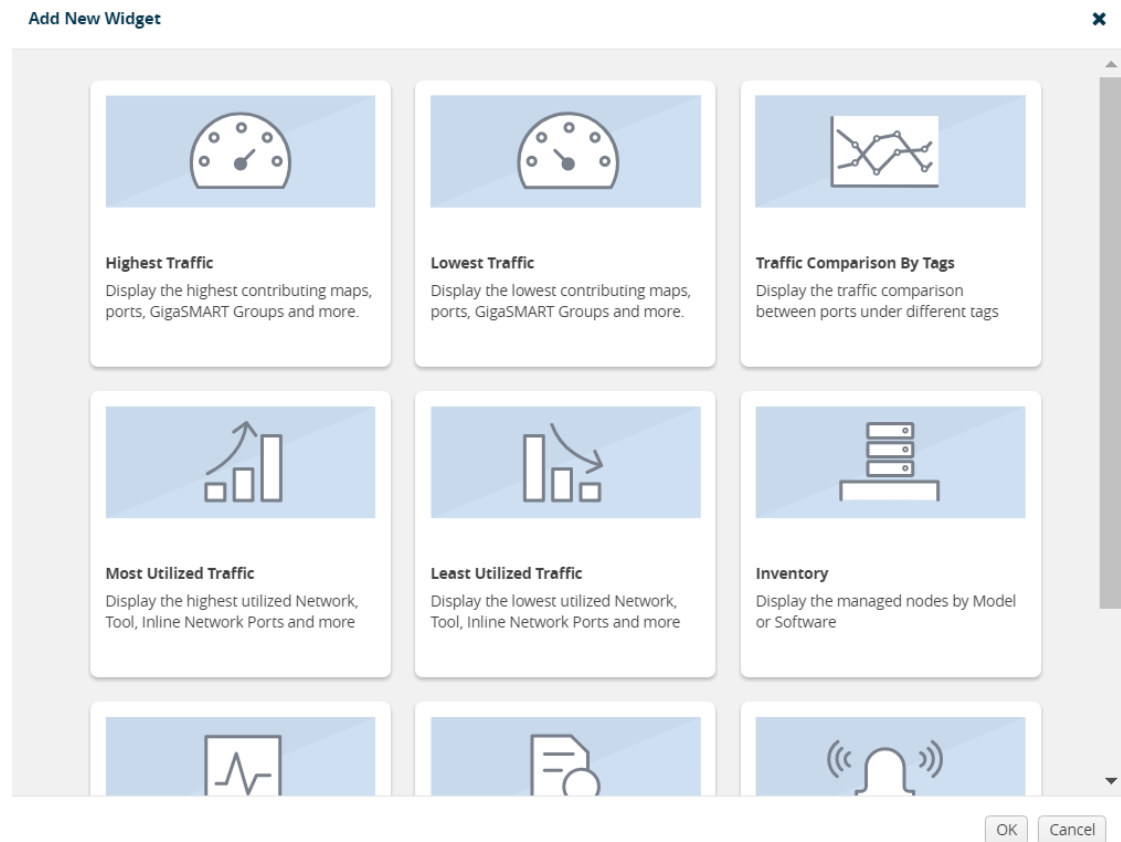 Add New Widget
Highest Traffic
Display the highest contributing maps,
ports, GigaSMART Groups and more.
Lowest Traffic
Display the lowest contributing maps,
ports, GigaSMART Groups and more.
Traffic Comparison By Tags
Display the traffic comparison
between ports under different tags
Most Utilized Traffic
Display the highest utilized Network,
Tool, Inline Network Ports and more
Least Utilized Traffic
Display the lowest utilized Network,
Tool, Inline Network Ports and more
Inventory
Display the managed nodes by Model
or Software
OK
Cancel